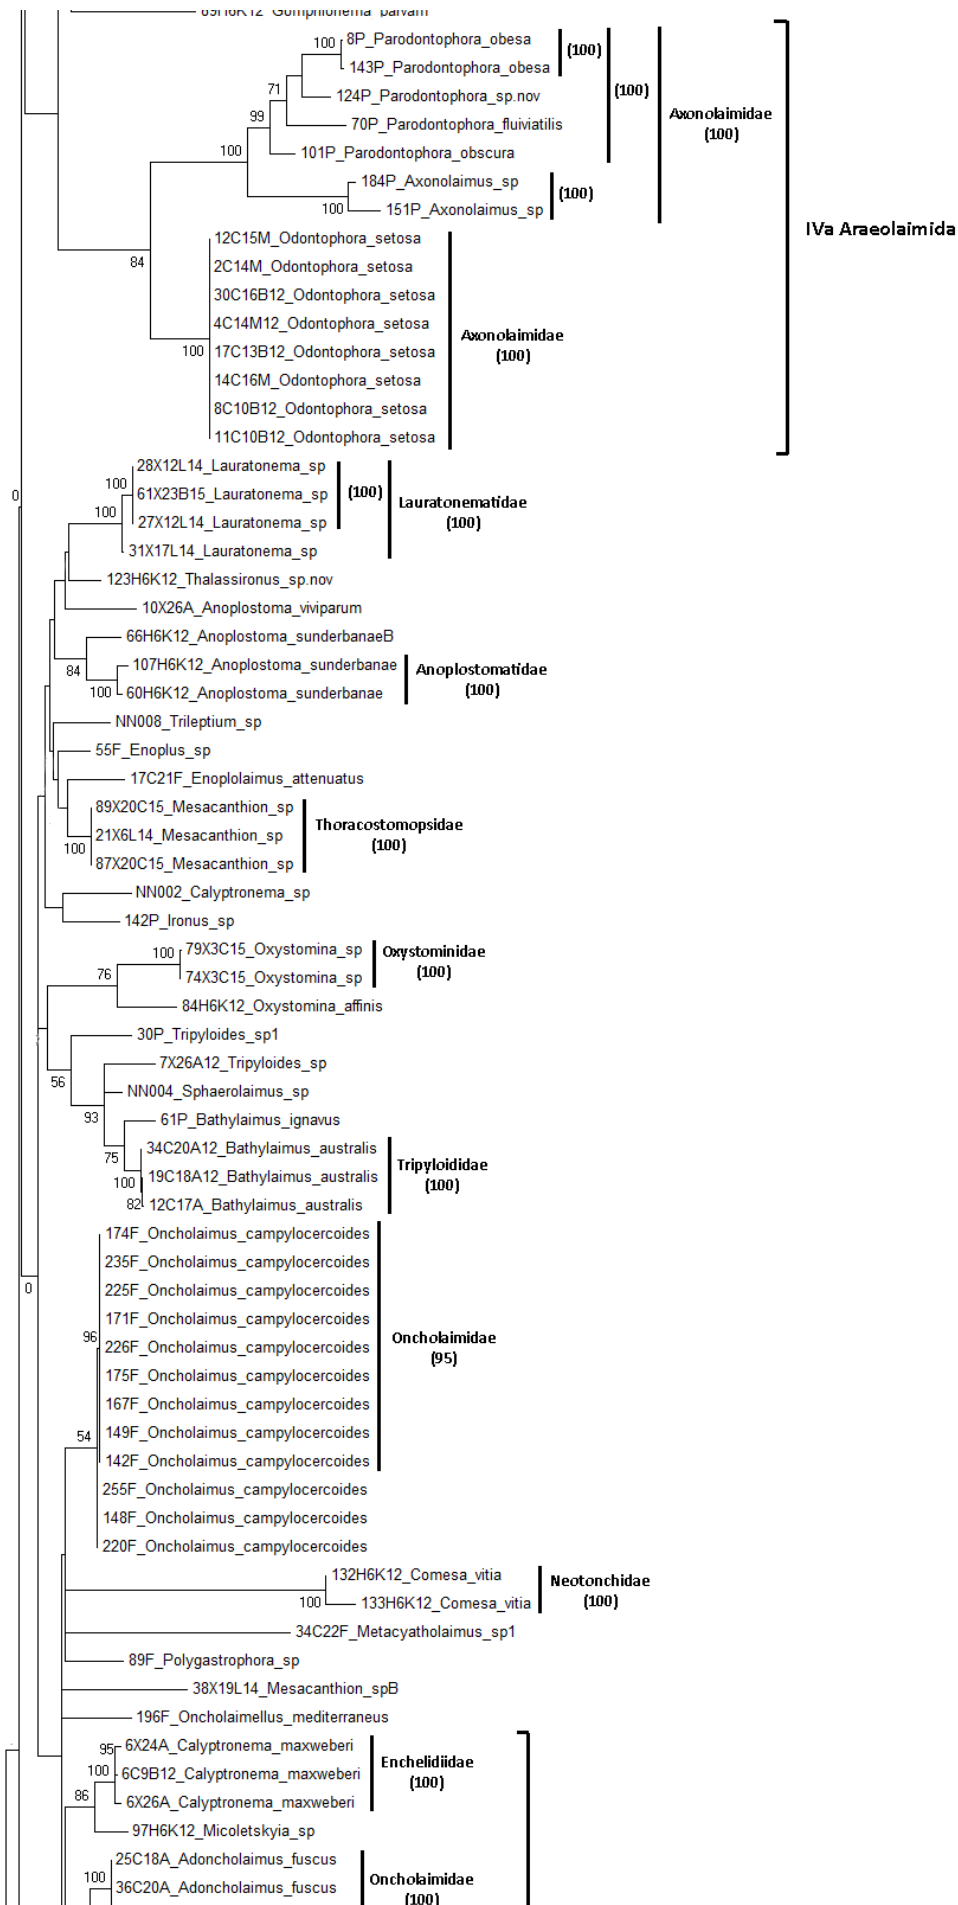 8P_Parodontophora_obesa
100
(100)
143P_Parodontophora_obesa
71
124P_Parodontophora_sp.nov
(100)
99
70P_Parodontophora_fluiviatilis
Axonolaimidae
(100)
100
101P_Parodontophora_obscura
184P_Axonolaimus_sp
(100)
100
151P_Axonolaimus_sp
IVa Araeolaimida
12C15M_Odontophora_setosa
84
2C14M_Odontophora_setosa
30C16B12_Odontophora_setosa
4C14M12_Odontophora_setosa
Axonolaimidae
(100)
100
17C13B12_Odontophora_setosa
14C16M_Odontophora_setosa
8C10B12_Odontophora_setosa
11C10B12_Odontophora_setosa
28X12L14_Lauratonema_sp
100
0
61X23B15_Lauratonema_sp
(100)
Lauratonematidae
(100)
100
27X12L14_Lauratonema_sp
31X17L14_Lauratonema_sp
123H6K12_Thalassironus_sp.nov
10X26A_Anoplostoma_viviparum
66H6K12_Anoplostoma_sunderbanaeB
84
107H6K12_Anoplostoma_sunderbanae
Anoplostomatidae
(100)
100
60H6K12_Anoplostoma_sunderbanae
NN008_Trileptium_sp
55F_Enoplus_sp
17C21F_Enoplolaimus_attenuatus
89X20C15_Mesacanthion_sp
Thoracostomopsidae
(100)
21X6L14_Mesacanthion_sp
100
87X20C15_Mesacanthion_sp
NN002_Calyptronema_sp
142P_Ironus_sp
100
79X3C15_Oxystomina_sp
Oxystominidae
(100)
76
74X3C15_Oxystomina_sp
84H6K12_Oxystomina_affinis
30P_Tripyloides_sp1
7X26A12_Tripyloides_sp
56
NN004_Sphaerolaimus_sp
93
61P_Bathylaimus_ignavus
34C20A12_Bathylaimus_australis
75
Tripyloididae
(100)
19C18A12_Bathylaimus_australis
100
82
12C17A_Bathylaimus_australis
174F_Oncholaimus_campylocercoides
235F_Oncholaimus_campylocercoides
0
225F_Oncholaimus_campylocercoides
171F_Oncholaimus_campylocercoides
96
Oncholaimidae
(95)
226F_Oncholaimus_campylocercoides
175F_Oncholaimus_campylocercoides
167F_Oncholaimus_campylocercoides
54
149F_Oncholaimus_campylocercoides
142F_Oncholaimus_campylocercoides
255F_Oncholaimus_campylocercoides
148F_Oncholaimus_campylocercoides
220F_Oncholaimus_campylocercoides
132H6K12_Comesa_vitia
Neotonchidae
(100)
100
133H6K12_Comesa_vitia
34C22F_Metacyatholaimus_sp1
89F_Polygastrophora_sp
38X19L14_Mesacanthion_spB
196F_Oncholaimellus_mediterraneus
95
6X24A_Calyptronema_maxweberi
Enchelidiidae
(100)
100
6C9B12_Calyptronema_maxweberi
86
6X26A_Calyptronema_maxweberi
97H6K12_Micoletskyia_sp
25C18A_Adoncholaimus_fuscus
100
Oncholaimidae
(100)
36C20A_Adoncholaimus_fuscus